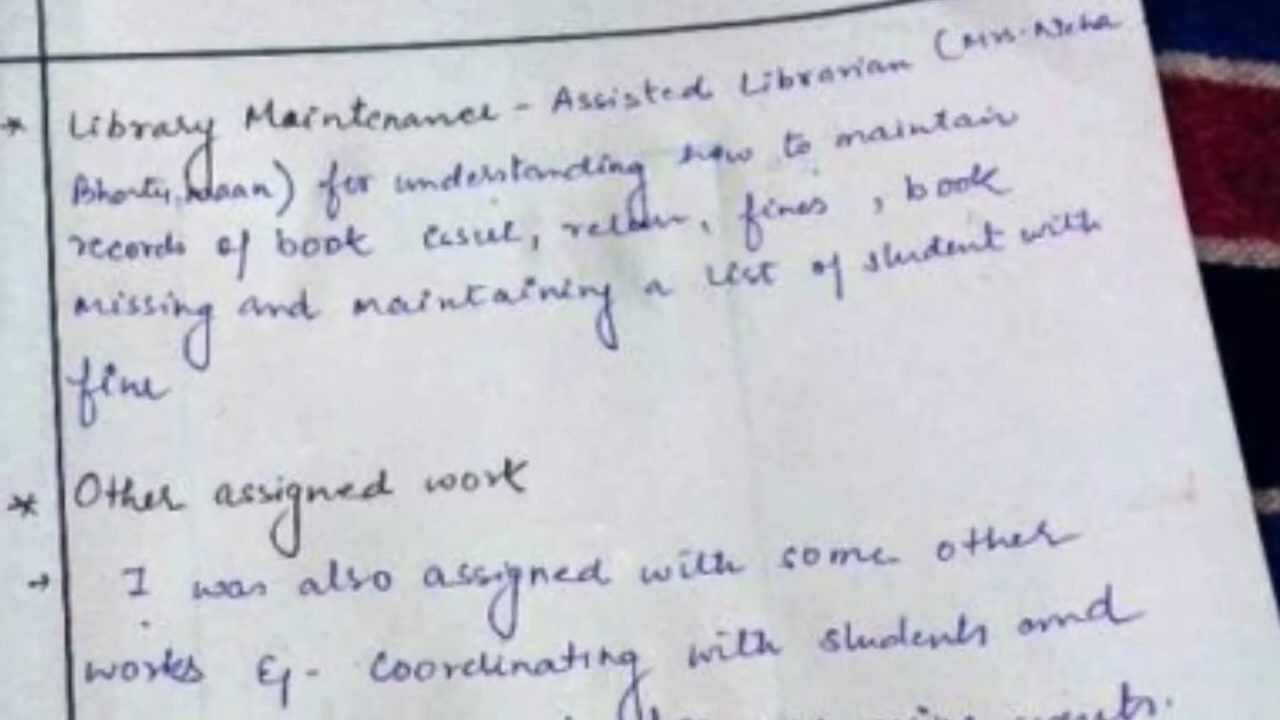 → Library Maintenance - Assisted Librarian (Mrs. Neha
for understanding how to maintain
records of book issue, return, fines, book
missing and maintaining a list of student with
fine
* Other assigned work
→ I was also assigned with some other
works Eg- Coordinating with students and